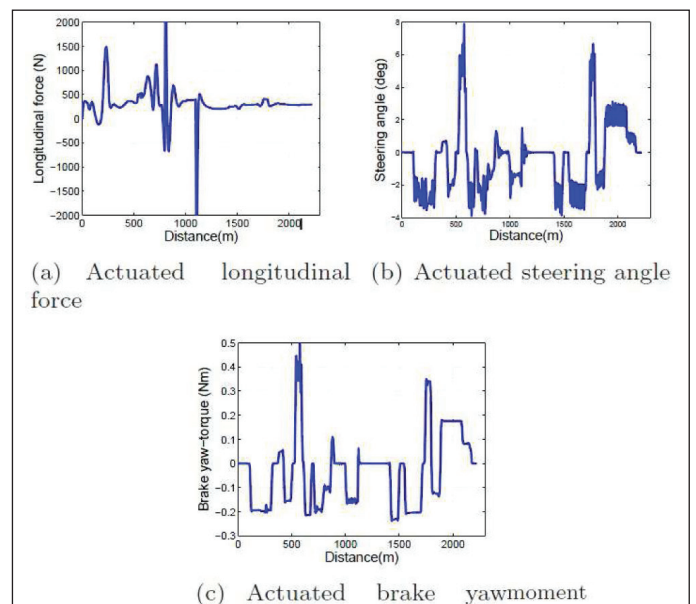 2000
1500
1000
500
0
-500
-1000
-1500
-2000
0 500 1000 1500 2000
Longitudinal force (N)
Distance(m)
8
6
4
2
0
-2
-4
0 500 1000 1500 2000
Steering angle (deg)
Distance(m)
(a) Actuated longitudinal force
(b) Actuated steering angle
0.5
0.4
0.3
0.2
0.1
0
-0.1
-0.2
-0.3
0 500 1000 1500 2000
Brake yaw-torque (Nm)
Distance(m)
(c) Actuated brake yawmoment